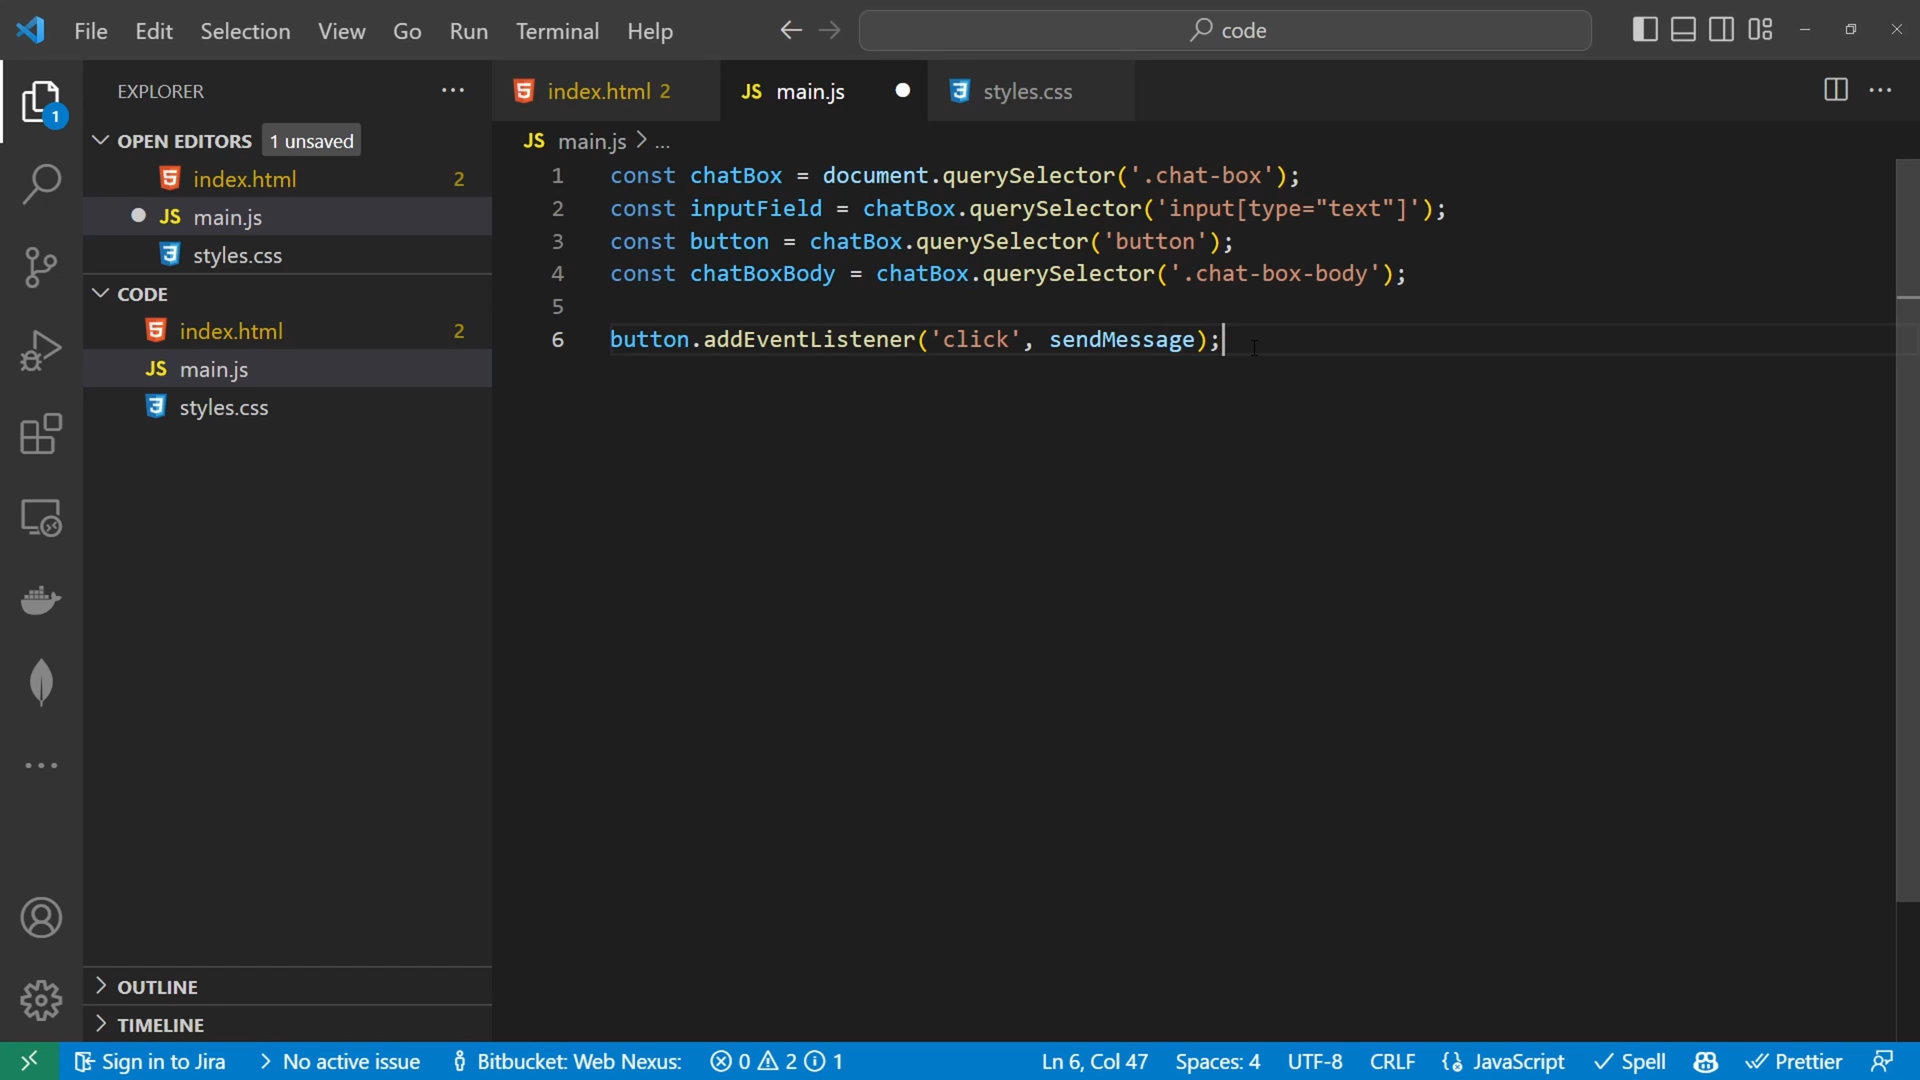 File Edit Selection View Go Run Terminal Help code
EXPLORER
OPEN EDITORS 1 unsaved
index.html 2
JS main.js
styles.css
CODE
index.html 2
JS main.js
styles.css
OUTLINE
TIMELINE
index.html 2 JS main.js styles.css
JS main.js > ...
1 const chatBox = document.querySelector('.chat-box');
2 const inputField = chatBox.querySelector('input[type="text"]');
3 const button = chatBox.querySelector('button');
4 const chatBoxBody = chatBox.querySelector('.chat-box-body');
5
6 button.addEventListener('click', sendMessage);
1
Sign in to Jira No active issue Bitbucket: Web Nexus: 0 2 1 Ln 6, Col 47 Spaces: 4 UTF-8 CRLF {} JavaScript Spell Prettier